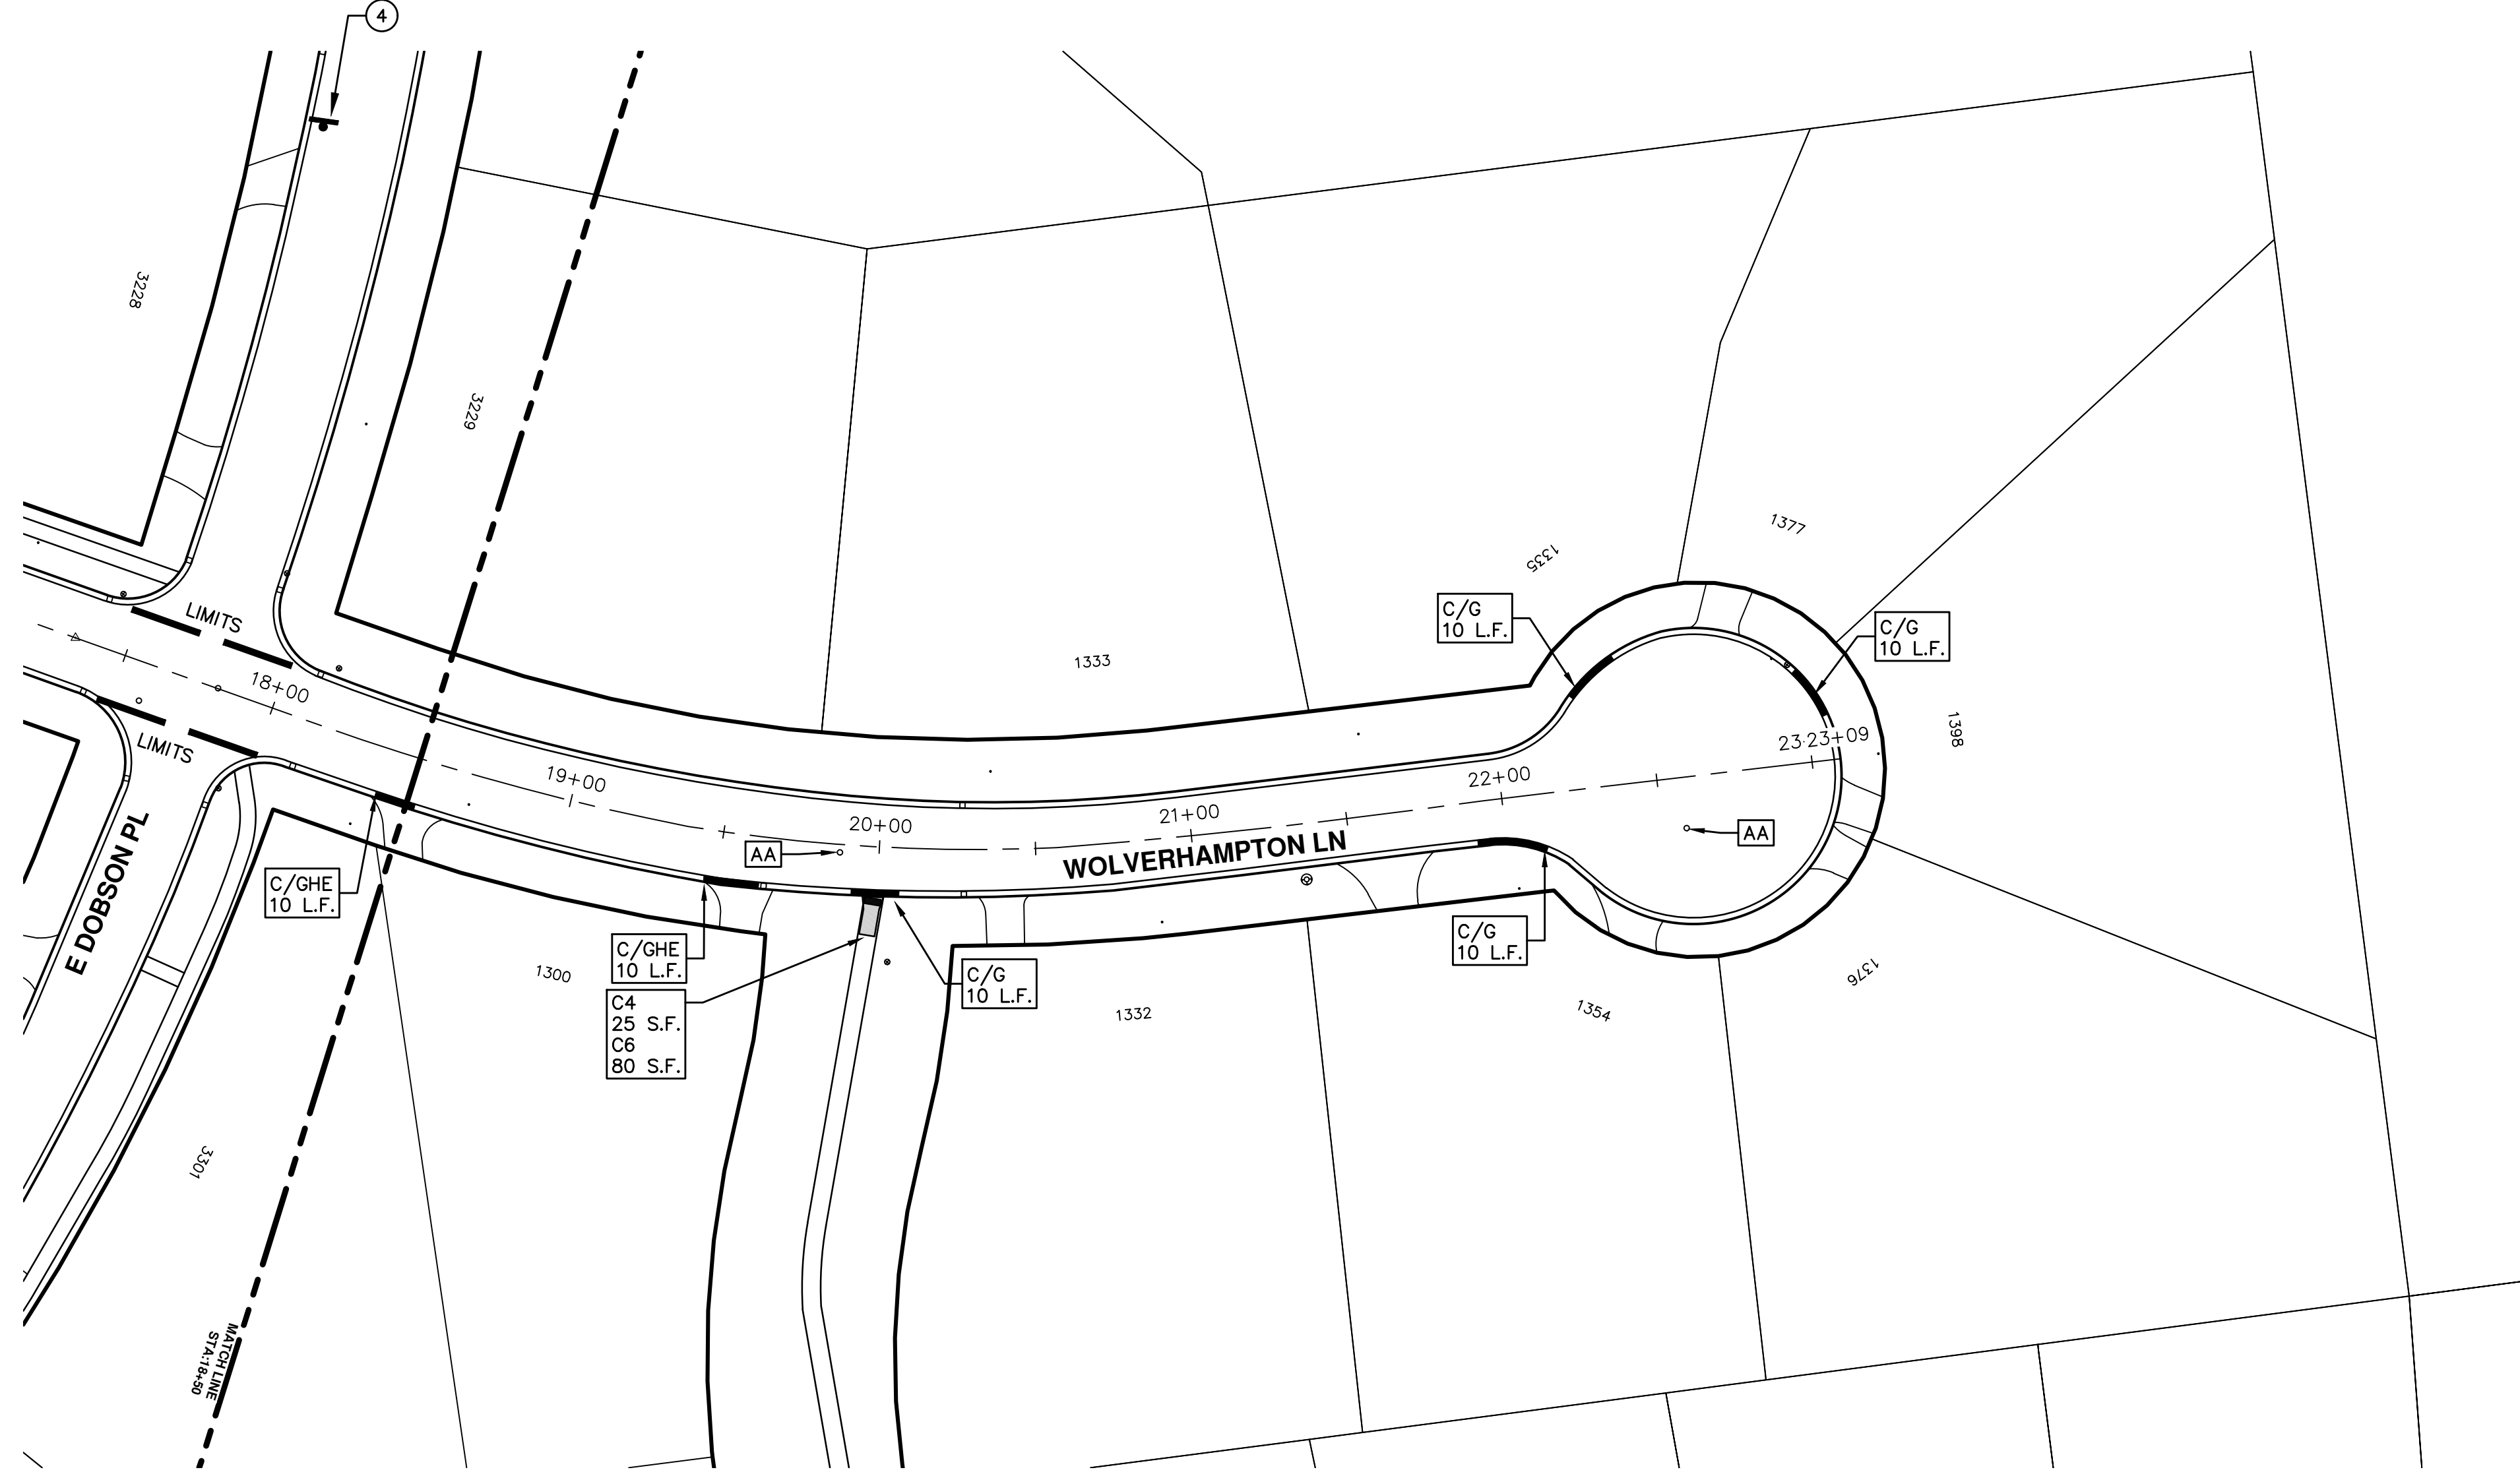 4
3228
3229
LIMITS
18+00
LIMITS
E DOBSON PL
C/GHE
10 L.F.
19+00
AA
20+00
21+00
22+00
23 23+09
WOLVERHAMPTON LN
1333
1335
1377
C/G
10 L.F.
C/G
10 L.F.
1398
AA
C/GHE
10 L.F.
C4
25 S.F.
C6
80 S.F.
C/G
10 L.F.
C/G
10 L.F.
1300
1332
1354
1376
3301
MATCH LINE
STA:18+50